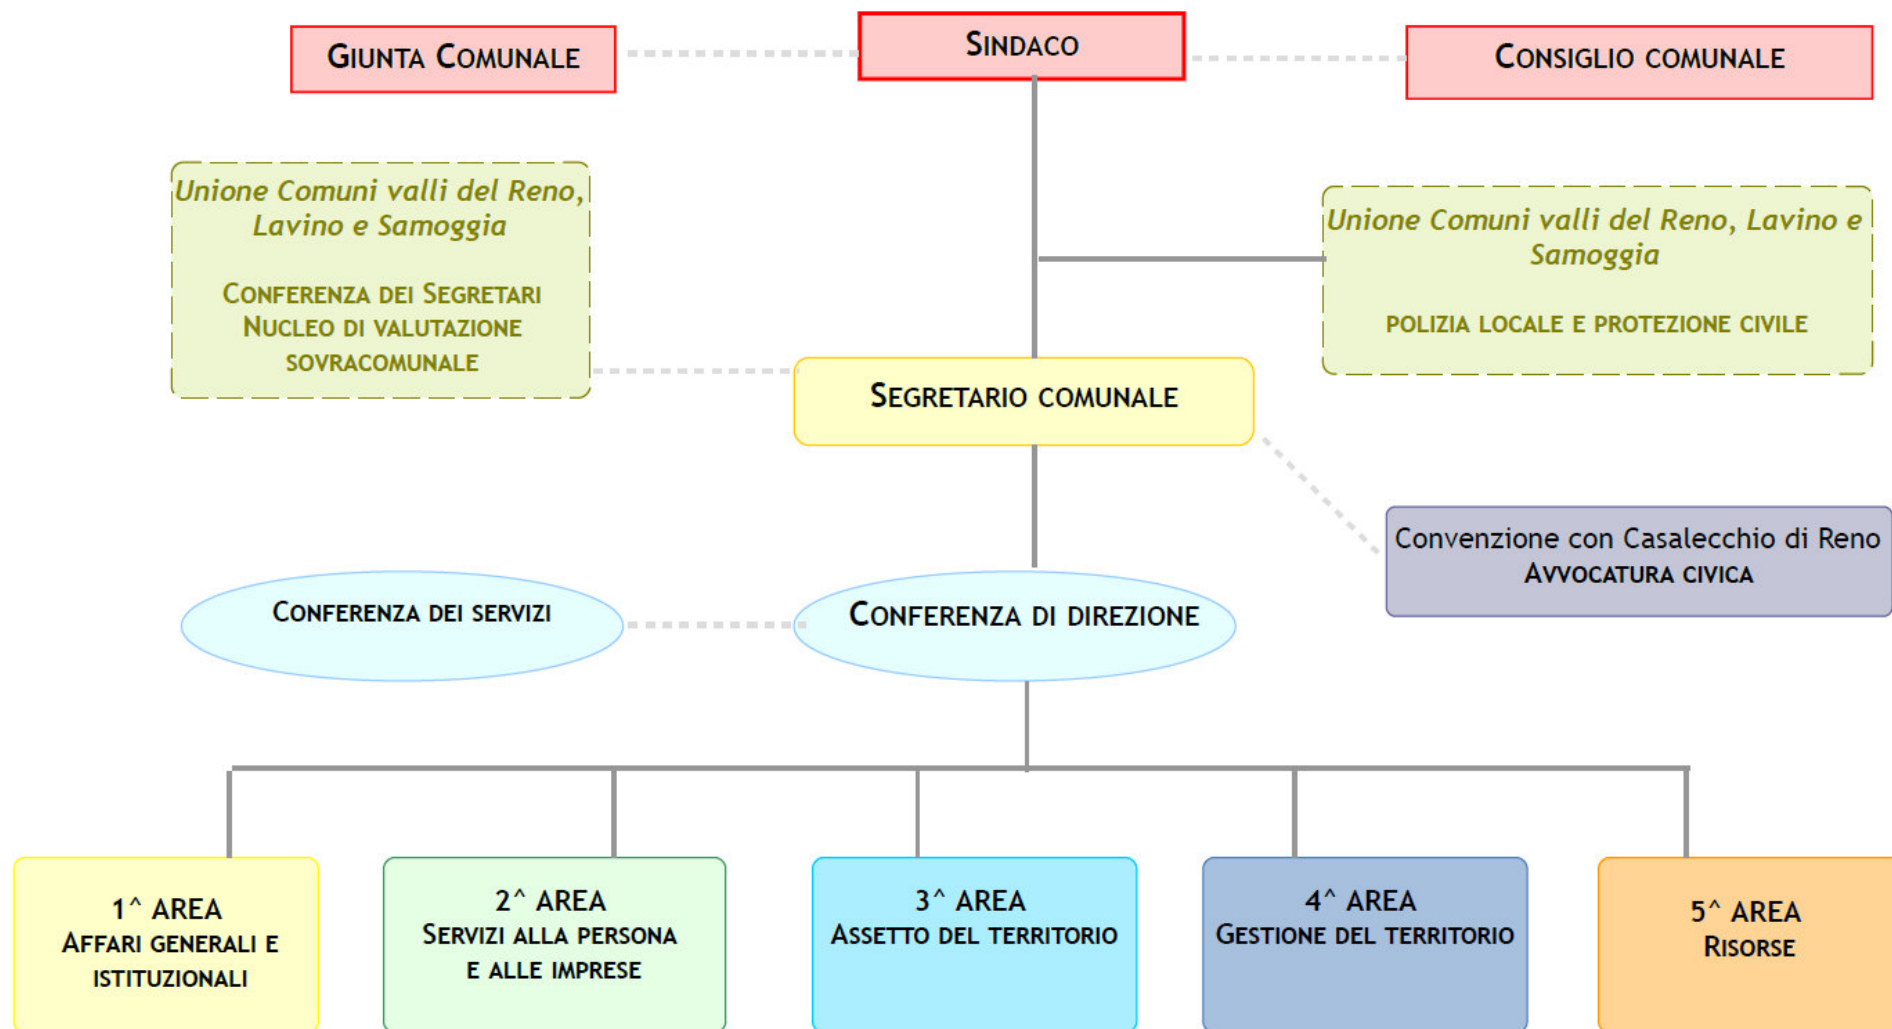 GIUNTA COMUNALE
SINDACO
CONSIGLIO COMUNALE
Unione Comuni valli del Reno,
Lavino e Samoggia
CONFERENZA DEI SEGRETARI
NUCLEO DI VALUTAZIONE
SOVRACOMUNALE
Unione Comuni valli del Reno, Lavino e
Samoggia
POLIZIA LOCALE E PROTEZIONE CIVILE
SEGRETARIO COMUNALE
Convenzione con Casalecchio di Reno
AVVOCATURA CIVICA
CONFERENZA DEI SERVIZI
CONFERENZA DI DIREZIONE
1^ AREA
AFFARI GENERALI E
ISTITUZIONALI
2^ AREA
SERVIZI ALLA PERSONA
E ALLE IMPRESE
3^ AREA
ASSETTO DEL TERRITORIO
4^ AREA
GESTIONE DEL TERRITORIO
5^ AREA
RISORSE